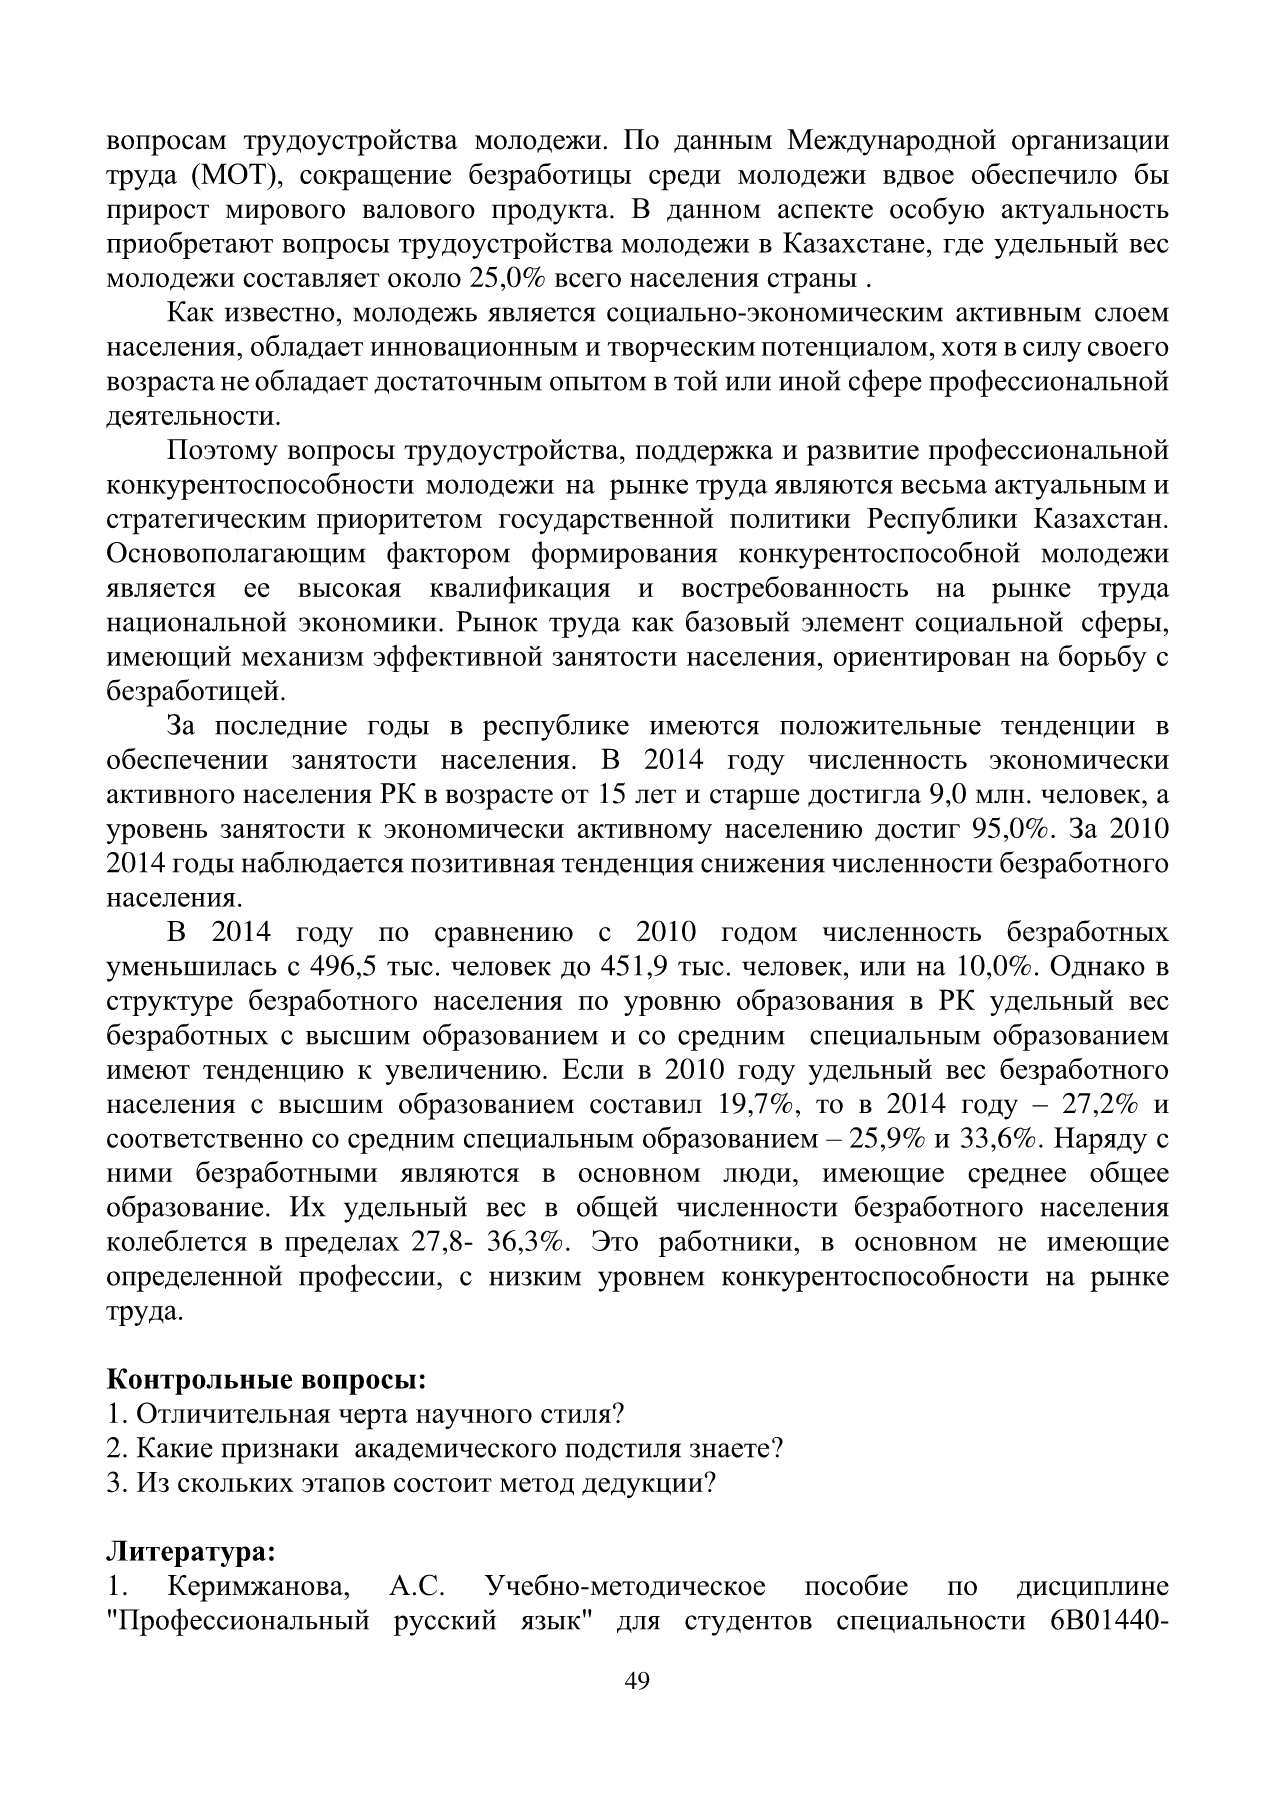 вопросам трудоустройства молодежи. По данным Международной организации
труда (МОТ), сокращение безработицы среди молодежи вдвое обеспечило бы
прирост мирового валового продукта. В данном аспекте особую актуальность
приобретают вопросы трудоустройства молодежи в Казахстане, где удельный вес
молодежи составляет около 25,0% всего населения страны .
Как известно, молодежь является социально-экономическим активным слоем
населения, обладает инновационным и творческим потенциалом, хотя в силу своего
возраста не обладает достаточным опытом в той или иной сфере профессиональной
деятельности.
Поэтому вопросы трудоустройства, поддержка и развитие профессиональной
конкурентоспособности молодежи на рынке труда являются весьма актуальным и
стратегическим приоритетом государственной политики Республики Казахстан.
Основополагающим фактором формирования конкурентоспособной молодежи
является ее высокая квалификация и востребованность на рынке труда
национальной экономики. Рынок труда как базовый элемент социальной сферы,
имеющий механизм эффективной занятости населения, ориентирован на борьбу с
безработицей.
За последние годы в республике имеются положительные тенденции в
обеспечении занятости населения. В 2014 году численность экономически
активного населения РК в возрасте от 15 лет и старше достигла 9,0 млн. человек, а
уровень занятости к экономически активному населению достиг 95,0%. За 2010
2014 годы наблюдается позитивная тенденция снижения численности безработного
населения.
В 2014 году по сравнению с 2010 годом численность безработных
уменьшилась с 496,5 тыс. человек до 451,9 тыс. человек, или на 10,0%. Однако в
структуре безработного населения по уровню образования в РК удельный вес
безработных с высшим образованием и со средним специальным образованием
имеют тенденцию к увеличению. Если в 2010 году удельный вес безработного
населения с высшим образованием составил 19,7%, то в 2014 году – 27,2% и
соответственно со средним специальным образованием – 25,9% и 33,6%. Наряду с
ними безработными являются в основном люди, имеющие среднее общее
образование. Их удельный вес в общей численности безработного населения
колеблется в пределах 27,8- 36,3%. Это работники, в основном не имеющие
определенной профессии, с низким уровнем конкурентоспособности на рынке
труда.
Контрольные вопросы:
1. Отличительная черта научного стиля?
2. Какие признаки академического подстиля знаете?
3. Из скольких этапов состоит метод дедукции?
Литература:
1. Керимжанова, А.С. Учебно-методическое пособие по дисциплине
"Профессиональный русский язык" для студентов специальности 6В01440-
49